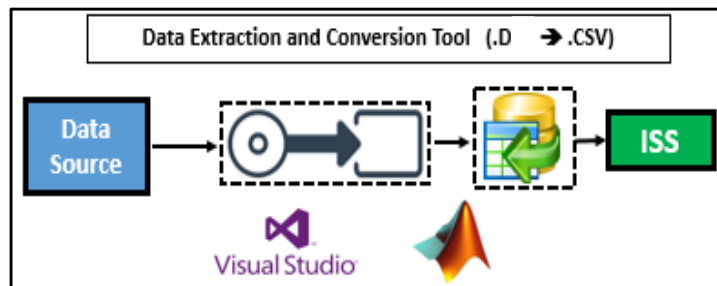 Data Extraction and Conversion Tool (.D ➔ .CSV)
Data
Source
ISS
Visual Studio